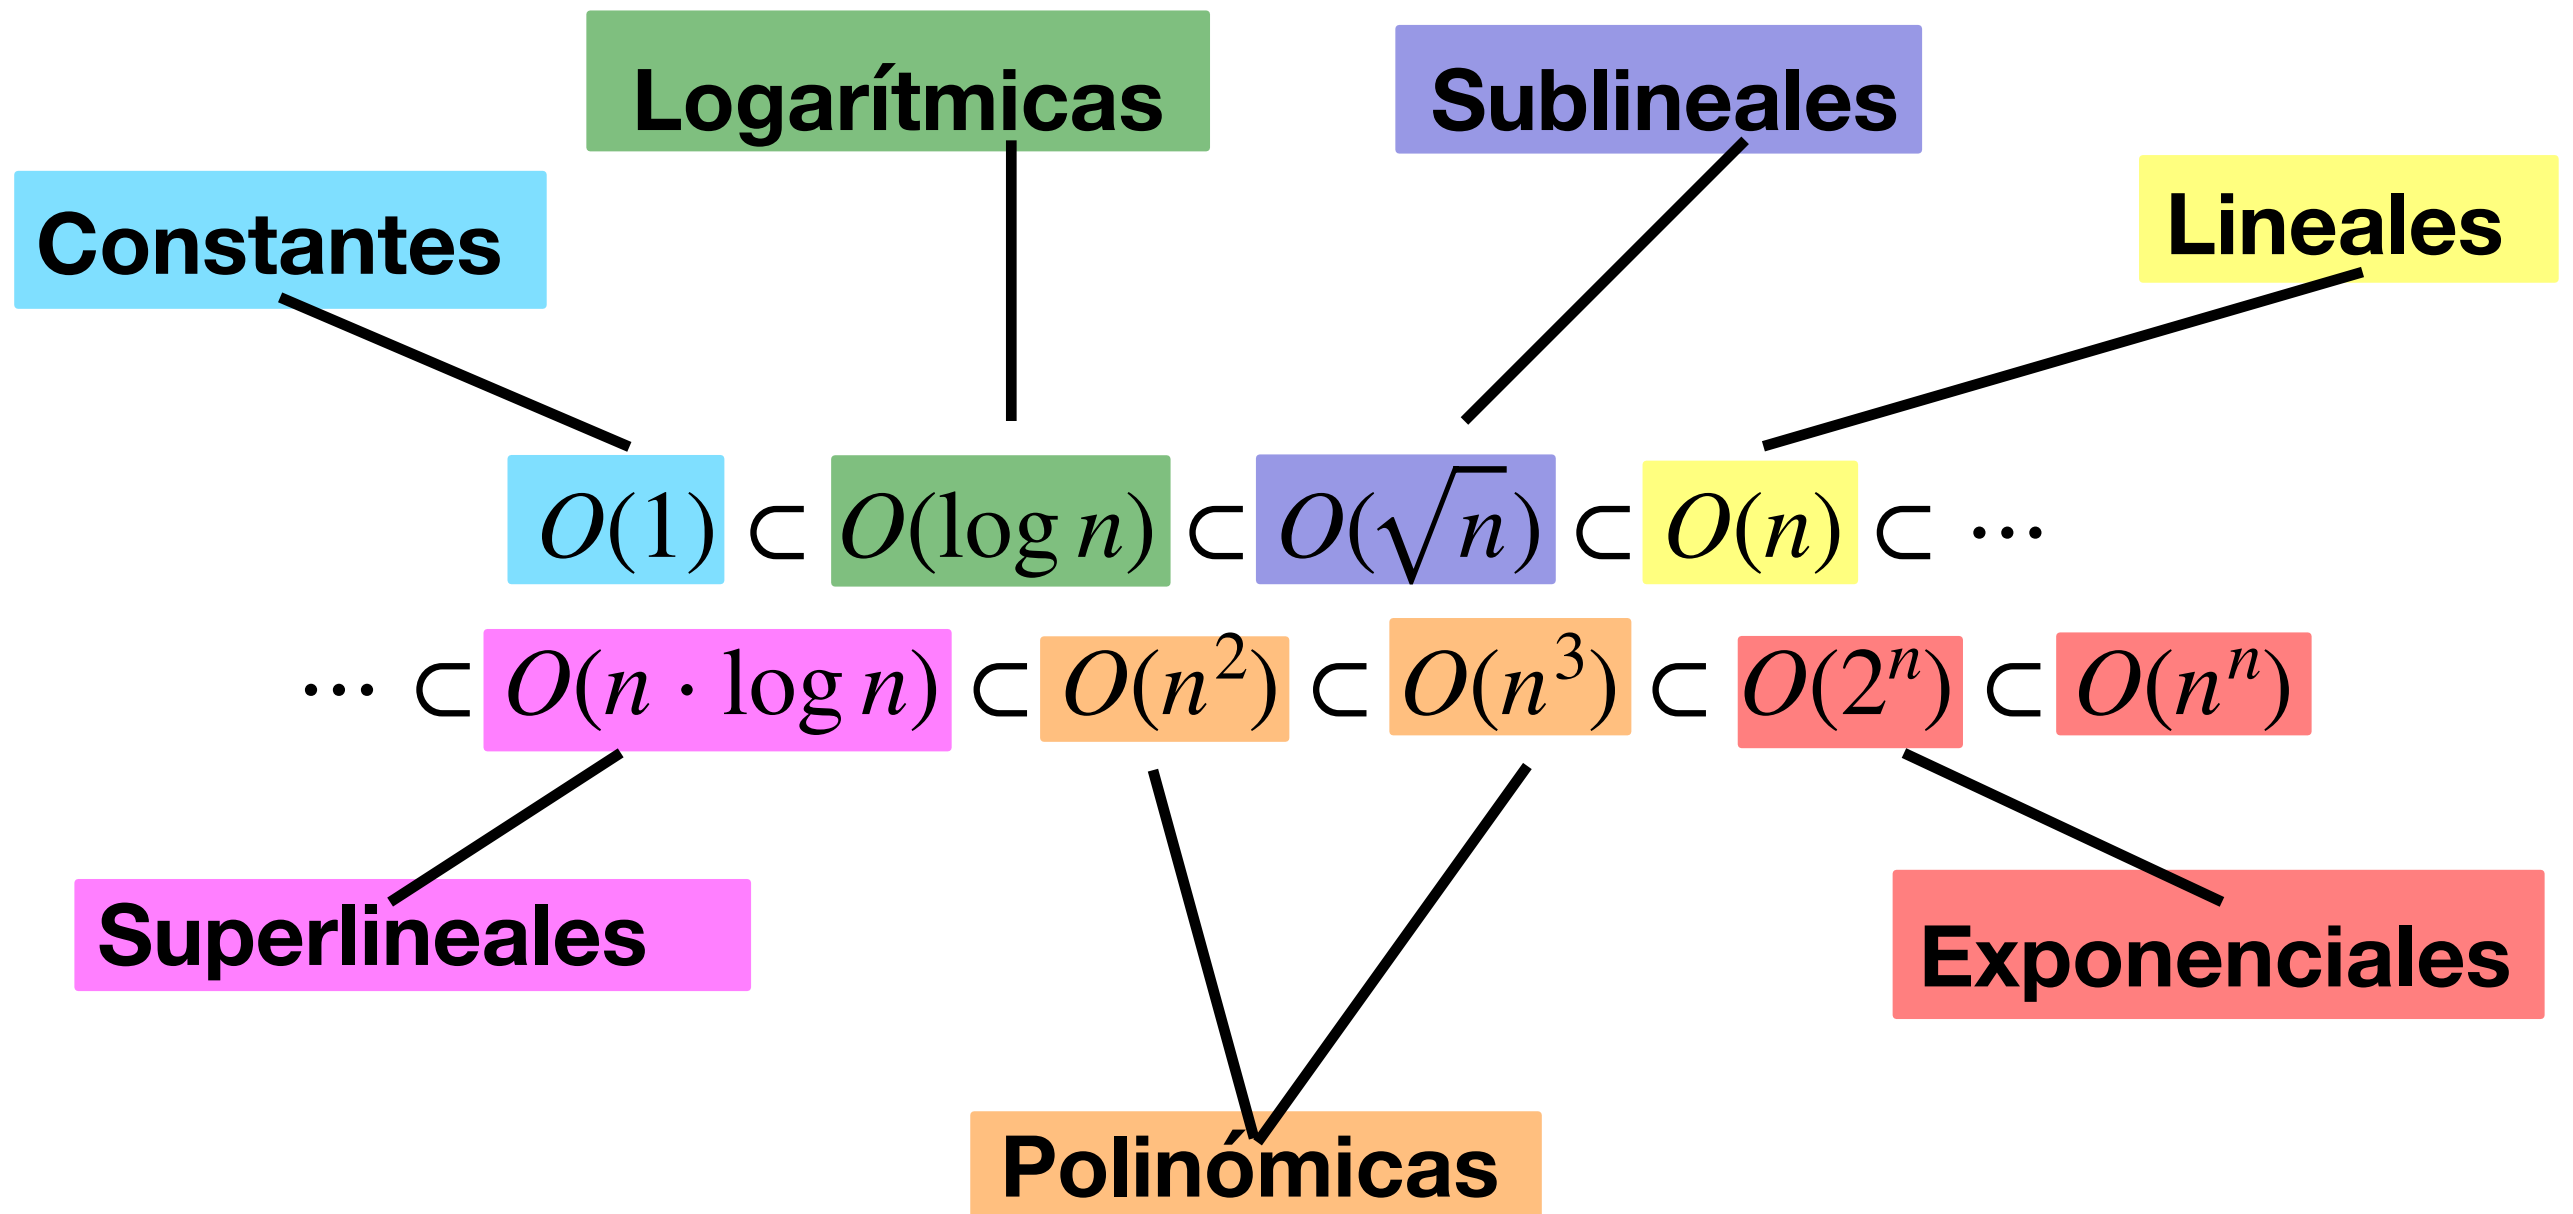 Logarítmicas
Sublineales
Constantes
Lineales
O(1) ⊂ O(log n) ⊂ O(√n) ⊂ O(n) ⊂ ⋯
⋯ ⊂ O(n · log n) ⊂ O(n²) ⊂ O(n³) ⊂ O(2ⁿ) ⊂ O(nⁿ)
Superlineales
Exponenciales
Polinómicas